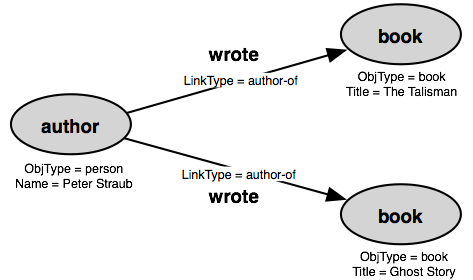 book
wrote
LinkType = author-of
ObjType = book
Title = The Talisman
author
ObjType = person
Name = Peter Straub
LinkType = author-of
wrote
book
ObjType = book
Title = Ghost Story